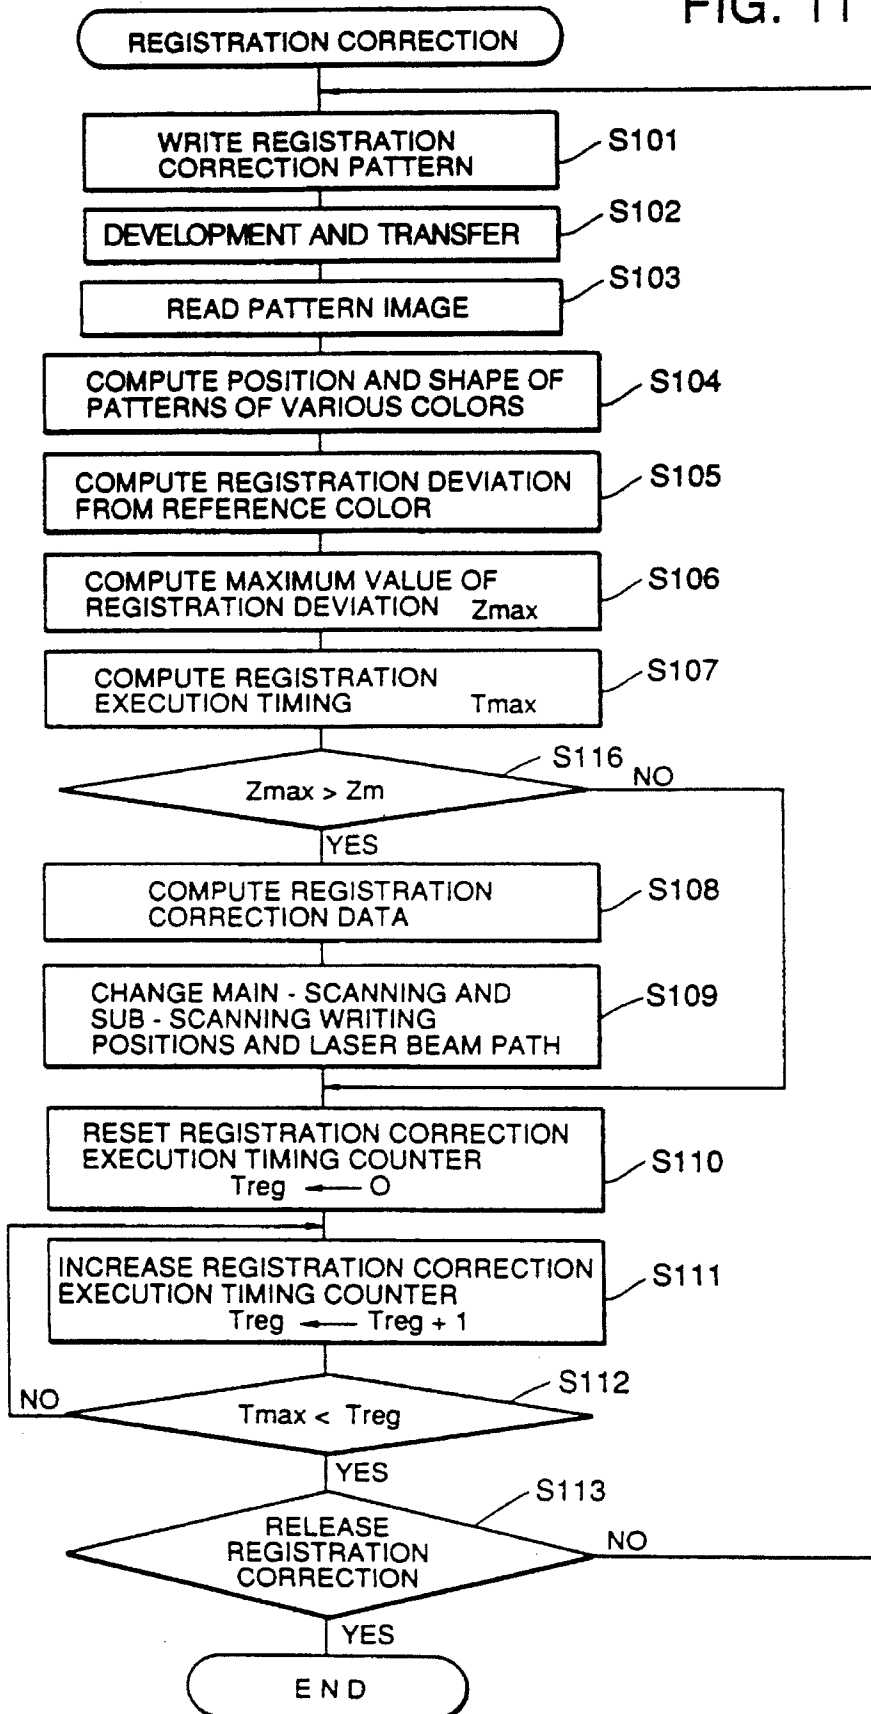 FIG. 11
REGISTRATION CORRECTION
WRITE REGISTRATION
CORRECTION PATTERN
S101
DEVELOPMENT AND TRANSFER
S102
READ PATTERN IMAGE
S103
COMPUTE POSITION AND SHAPE OF
PATTERNS OF VARIOUS COLORS
S104
COMPUTE REGISTRATION DEVIATION
FROM REFERENCE COLOR
S105
COMPUTE MAXIMUM VALUE OF
REGISTRATION DEVIATION Zmax
S106
COMPUTE REGISTRATION
EXECUTION TIMING Tmax
S107
Zmax > Zm
S116
NO
YES
COMPUTE REGISTRATION
CORRECTION DATA
S108
CHANGE MAIN - SCANNING AND
SUB - SCANNING WRITING
POSITIONS AND LASER BEAM PATH
S109
RESET REGISTRATION CORRECTION
EXECUTION TIMING COUNTER
Treg ← O
S110
INCREASE REGISTRATION CORRECTION
EXECUTION TIMING COUNTER
Treg ← Treg + 1
S111
Tmax < Treg
S112
NO
YES
RELEASE
REGISTRATION
CORRECTION
S113
NO
YES
END